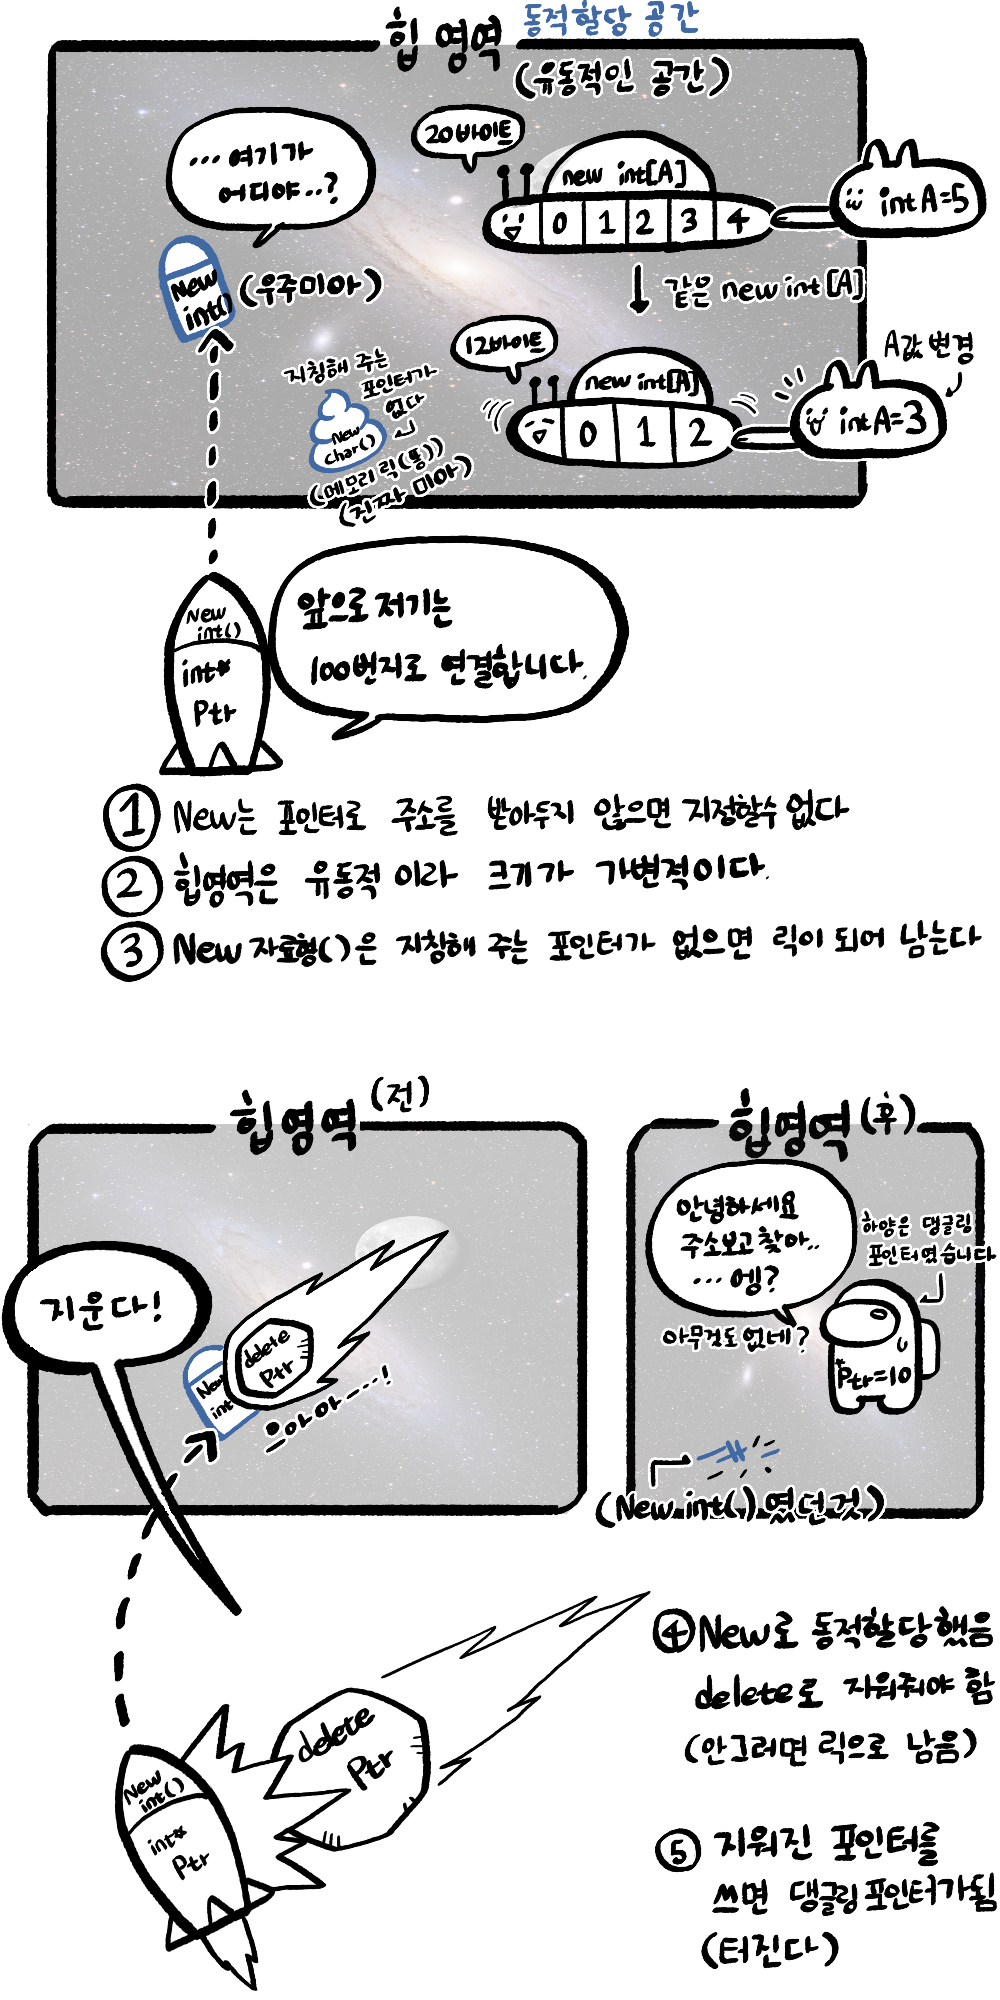 힙 영역 동적할당 공간
(유동적인 공간)
20바이트
...여기가
어디야..?
new int[A]
0 1 2 3 4
int A=5
New
int()
(우주미아)
같은 new int[A]
12바이트
A값 변경
지칭해 주는
포인터가
없다
new int[A]
0 1 2
int A=3
New
char()
(메모리 릭(똥))
(진짜 미아)
New
int()
int*
Ptr
앞으로 저기는
100번지로 연결합니다.
① New는 포인터로 주소를 받아두지 않으면 지정할수 없다
② 힙영역은 유동적 이라 크기가 가변적이다.
③ New 자료형()은 지칭해 주는 포인터가 없으면 릭이 되어 남는다
힙영역(전)
지운다!
delete
Ptr
New
int
으아아---!
힙영역(후)
안녕하세요
주소보고 찾아..
...엥?
하양은 댕글링
포인터였습니다
아무것도 없네?
*Ptr=10
(New int()였던것)
New
int()
int*
Ptr
delete
Ptr
④ New로 동적할당했음
delete로 지워줘야 함
(안그러면 릭으로 남음)
⑤ 지워진 포인터를
쓰면 댕글링 포인터가됨
(터진다)